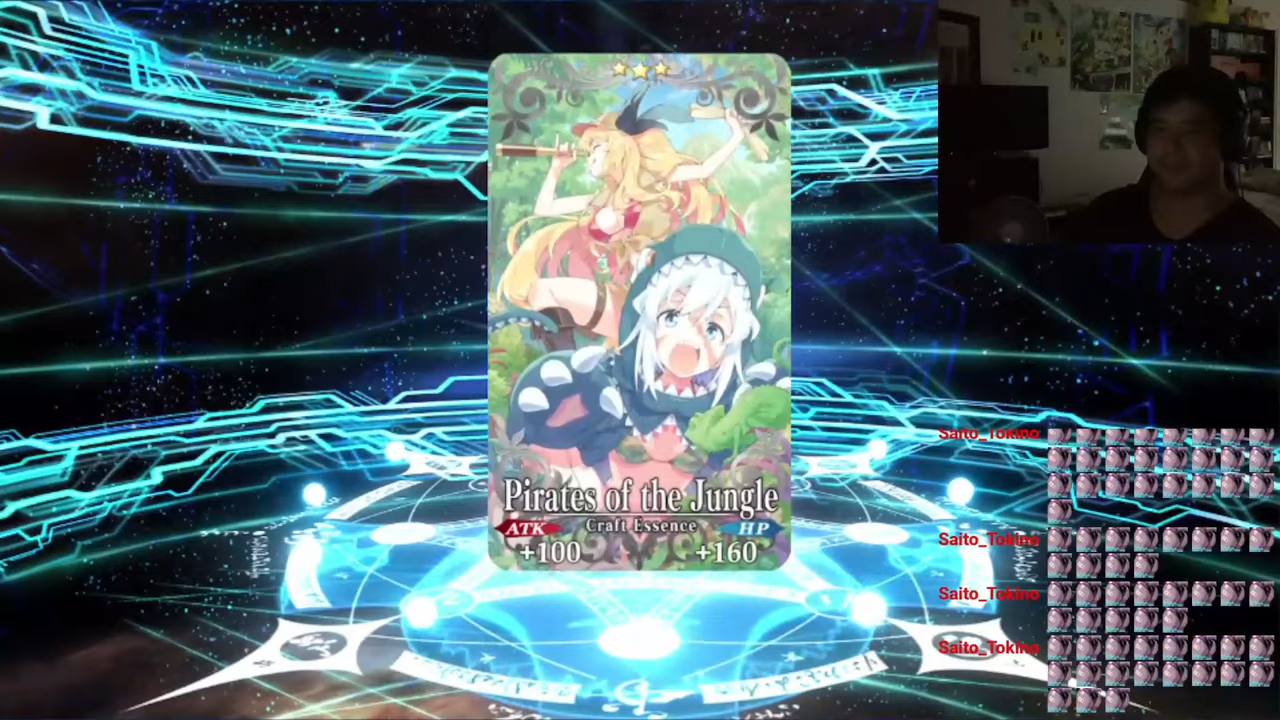 Pirates of the Jungle
ATK Craft Essence HP
+100 +160
Saito_Tokino
Saito_Tokino
Saito_Tokino
Saito_Tokino